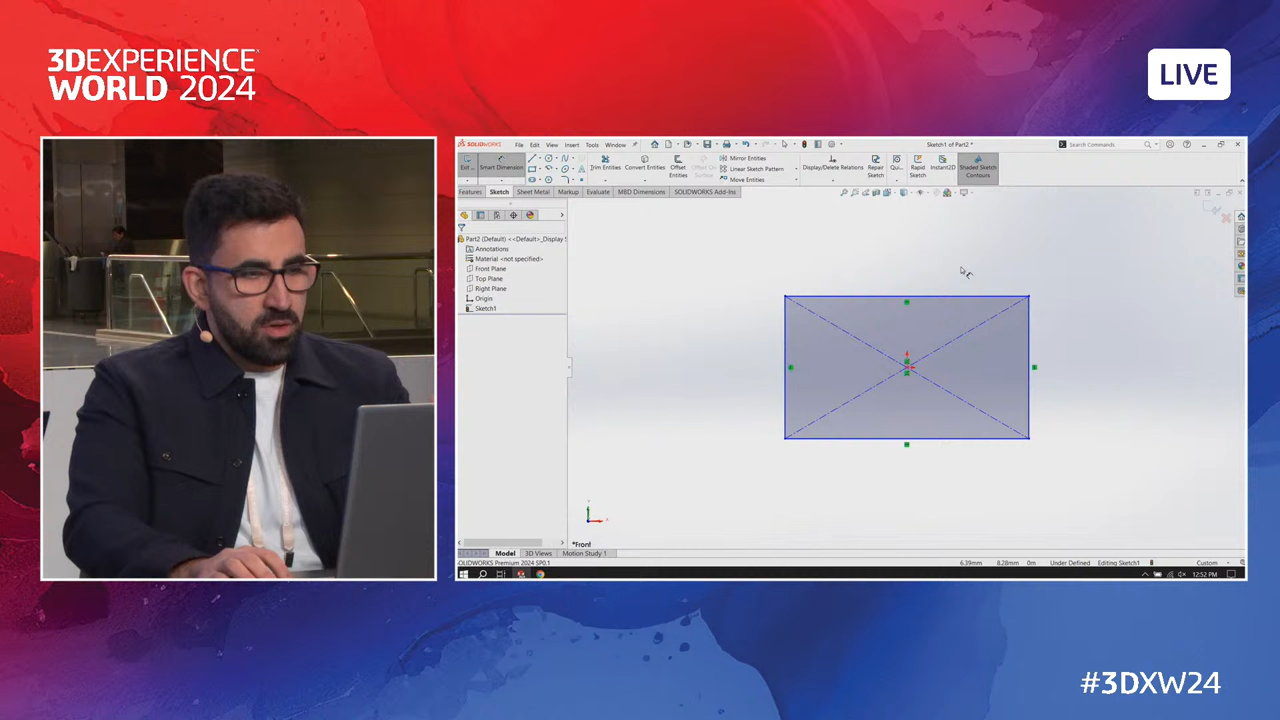 3DEXPERIENCE
WORLD 2024
LIVE
SOLIDWORKS File Edit View Insert Tools Window Sketch1 of Part2 * Search Commands
Exit... Smart Dimension Trim Entities Convert Entities Offset Entities Mirror Entities Display/Delete Relations Repair Sketch Qu... Rapid Sketch Instant2D Shaded Sketch Contours
Linear Sketch Pattern
Move Entities
Features Sketch Sheet Metal Markup Evaluate MBD Dimensions SOLIDWORKS Add-Ins
Part2 (Default) <<Default>_Display S
Annotations
Material <not specified>
Front Plane
Top Plane
Right Plane
Origin
Sketch1
*Front
Model 3D Views Motion Study 1
SOLIDWORKS Premium 2024 SP0.1 6.39mm 8.28mm 0m Under Defined Editing Sketch1 Custom
12:52 PM
#3DXW24